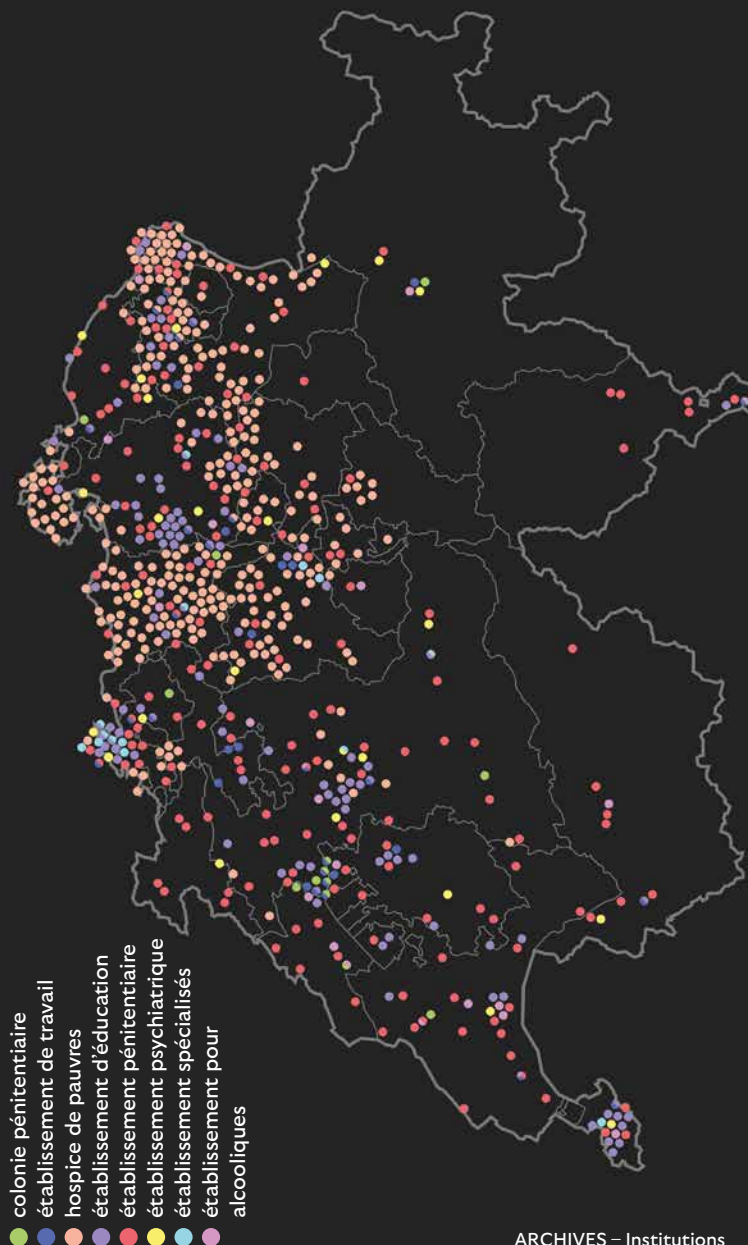 colonie pénitentiaire
établissement de travail
hospice de pauvres
établissement d'éducation
établissement pénitentiaire
établissement psychiatrique
établissement spécialisés
établissement pour
alcooliques
ARCHIVES – Institutions